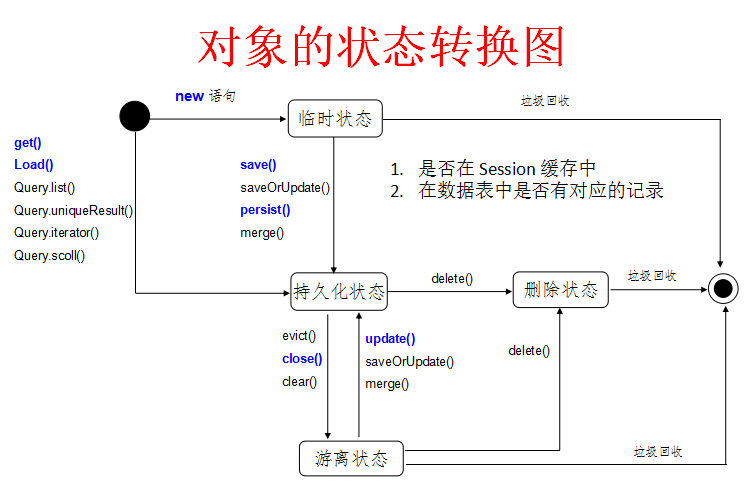 对象的状态转换图
new 语句
垃圾回收
临时状态
get()
Load()
Query.list()
Query.uniqueResult()
Query.iterator()
Query.scoll()
save()
saveOrUpdate()
persist()
merge()
1. 是否在 Session 缓存中
2. 在数据表中是否有对应的记录
持久化状态
delete()
删除状态
垃圾回收
evict()
close()
clear()
update()
saveOrUpdate()
merge()
delete()
游离状态
垃圾回收